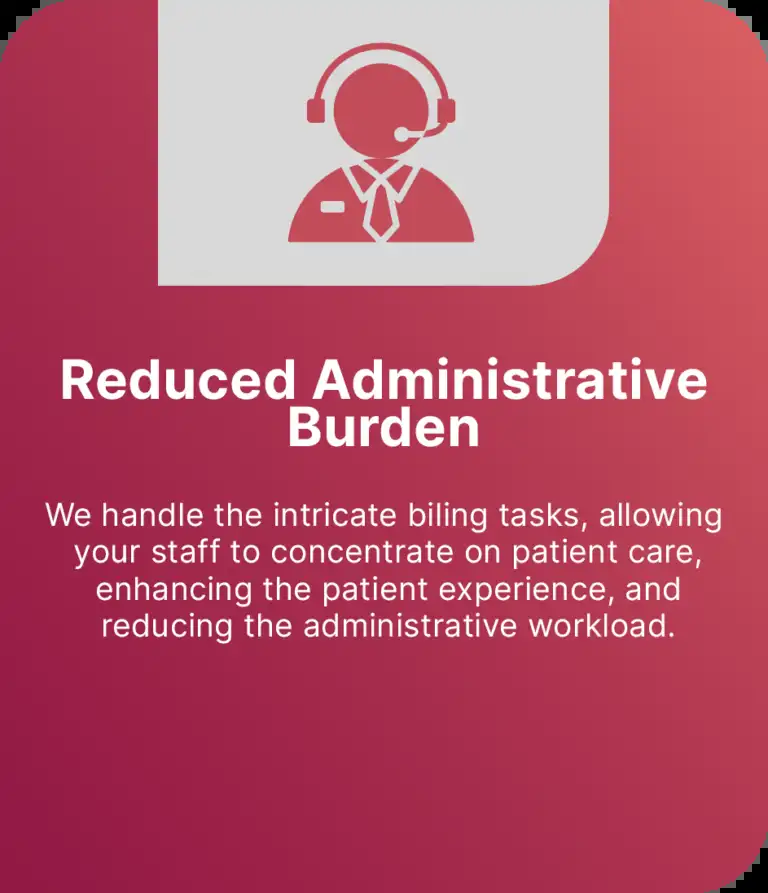 Reduced Administrative
Burden
We handle the intricate biling tasks, allowing
your staff to concentrate on patient care,
enhancing the patient experience, and
reducing the administrative workload.